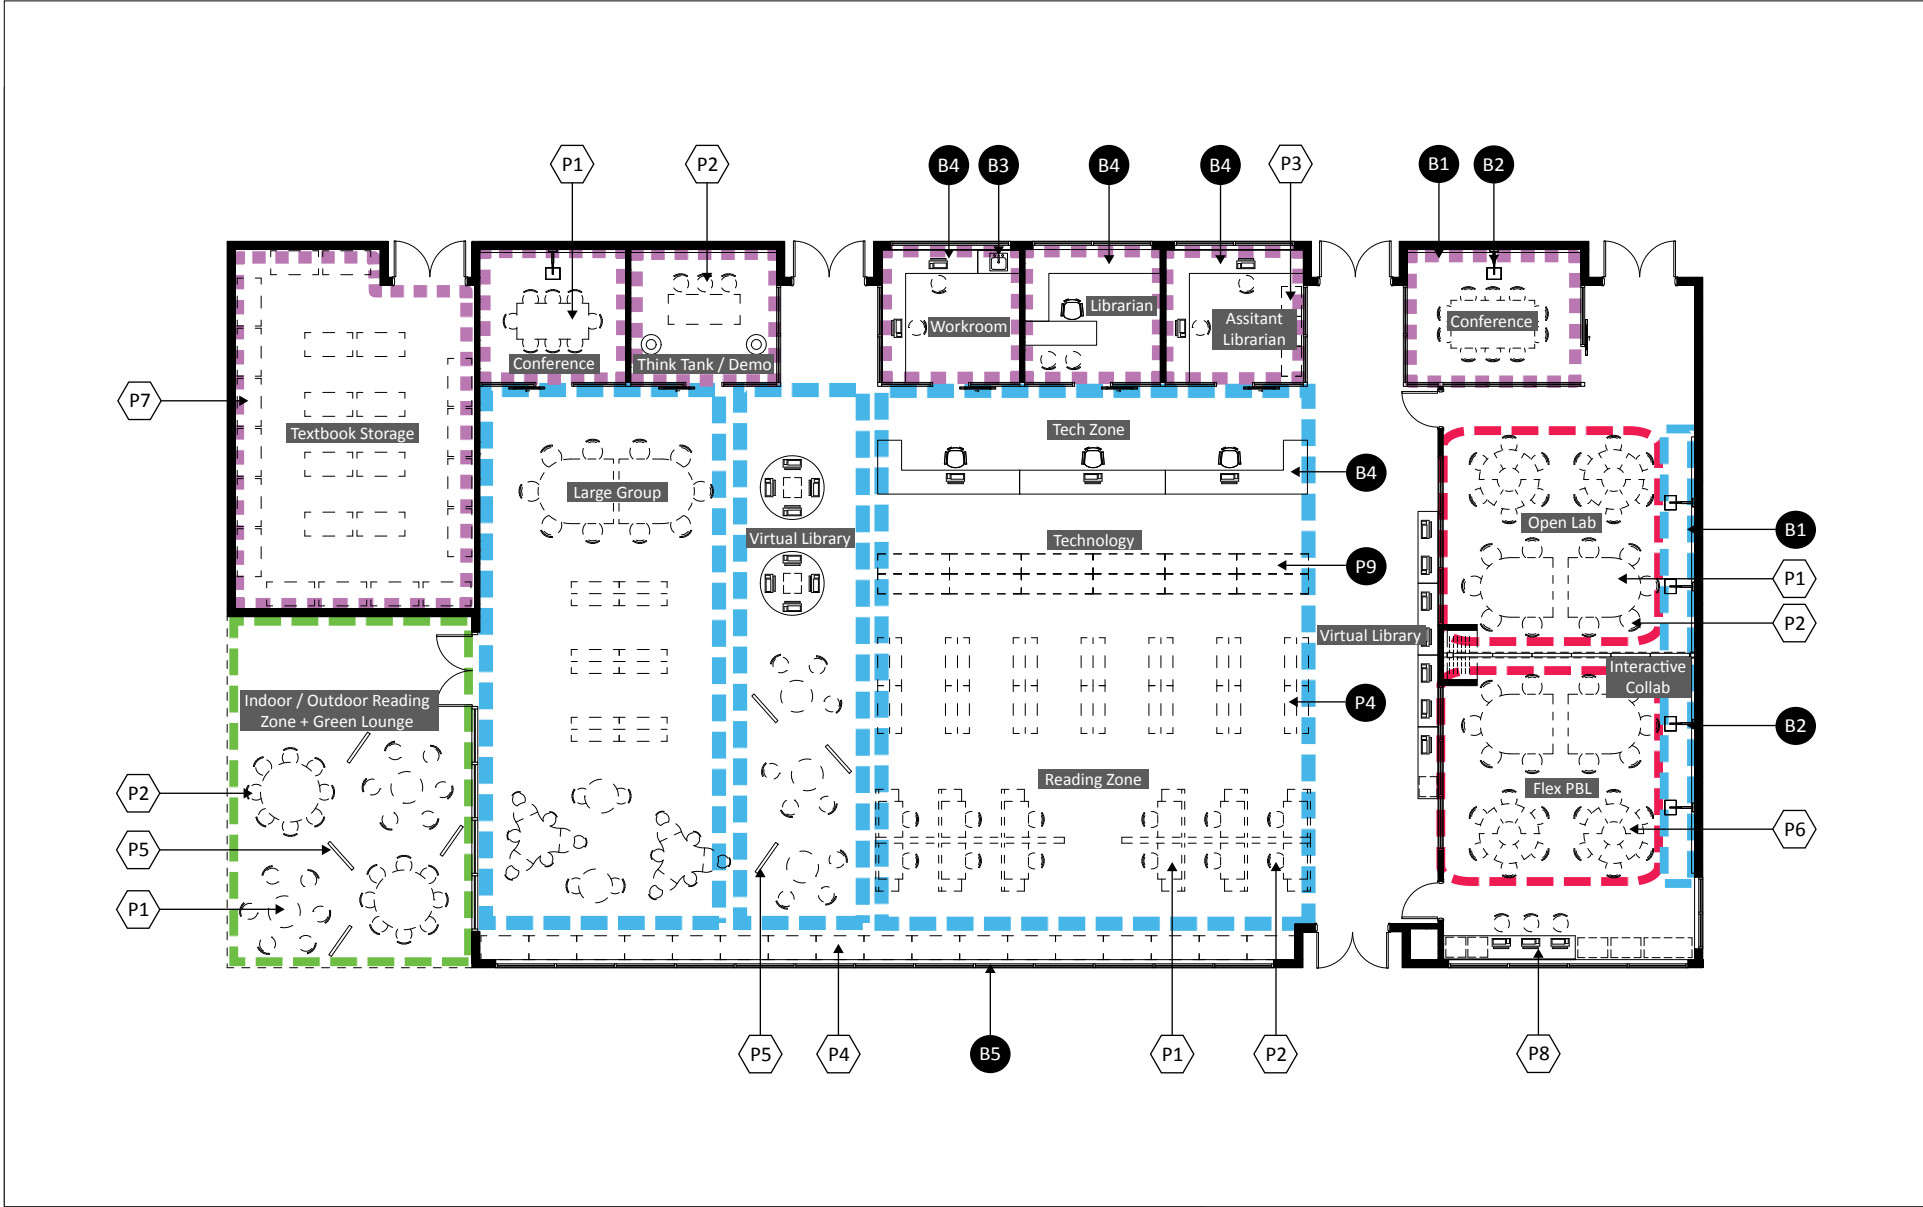 P1
P2
B4
B3
B4
B4
P3
B1
B2
Librarian
Workroom
Assitant
Librarian
Conference
Conference
Think Tank / Demo
P7
Textbook Storage
Tech Zone
B4
Large Group
Open Lab
B1
Virtual Library
Technology
P9
P1
P2
Virtual Library
Interactive
Collab
Indoor / Outdoor Reading
Zone + Green Lounge
P4
B2
Reading Zone
Flex PBL
P2
P6
P5
P1
P5
P4
B5
P1
P2
P8